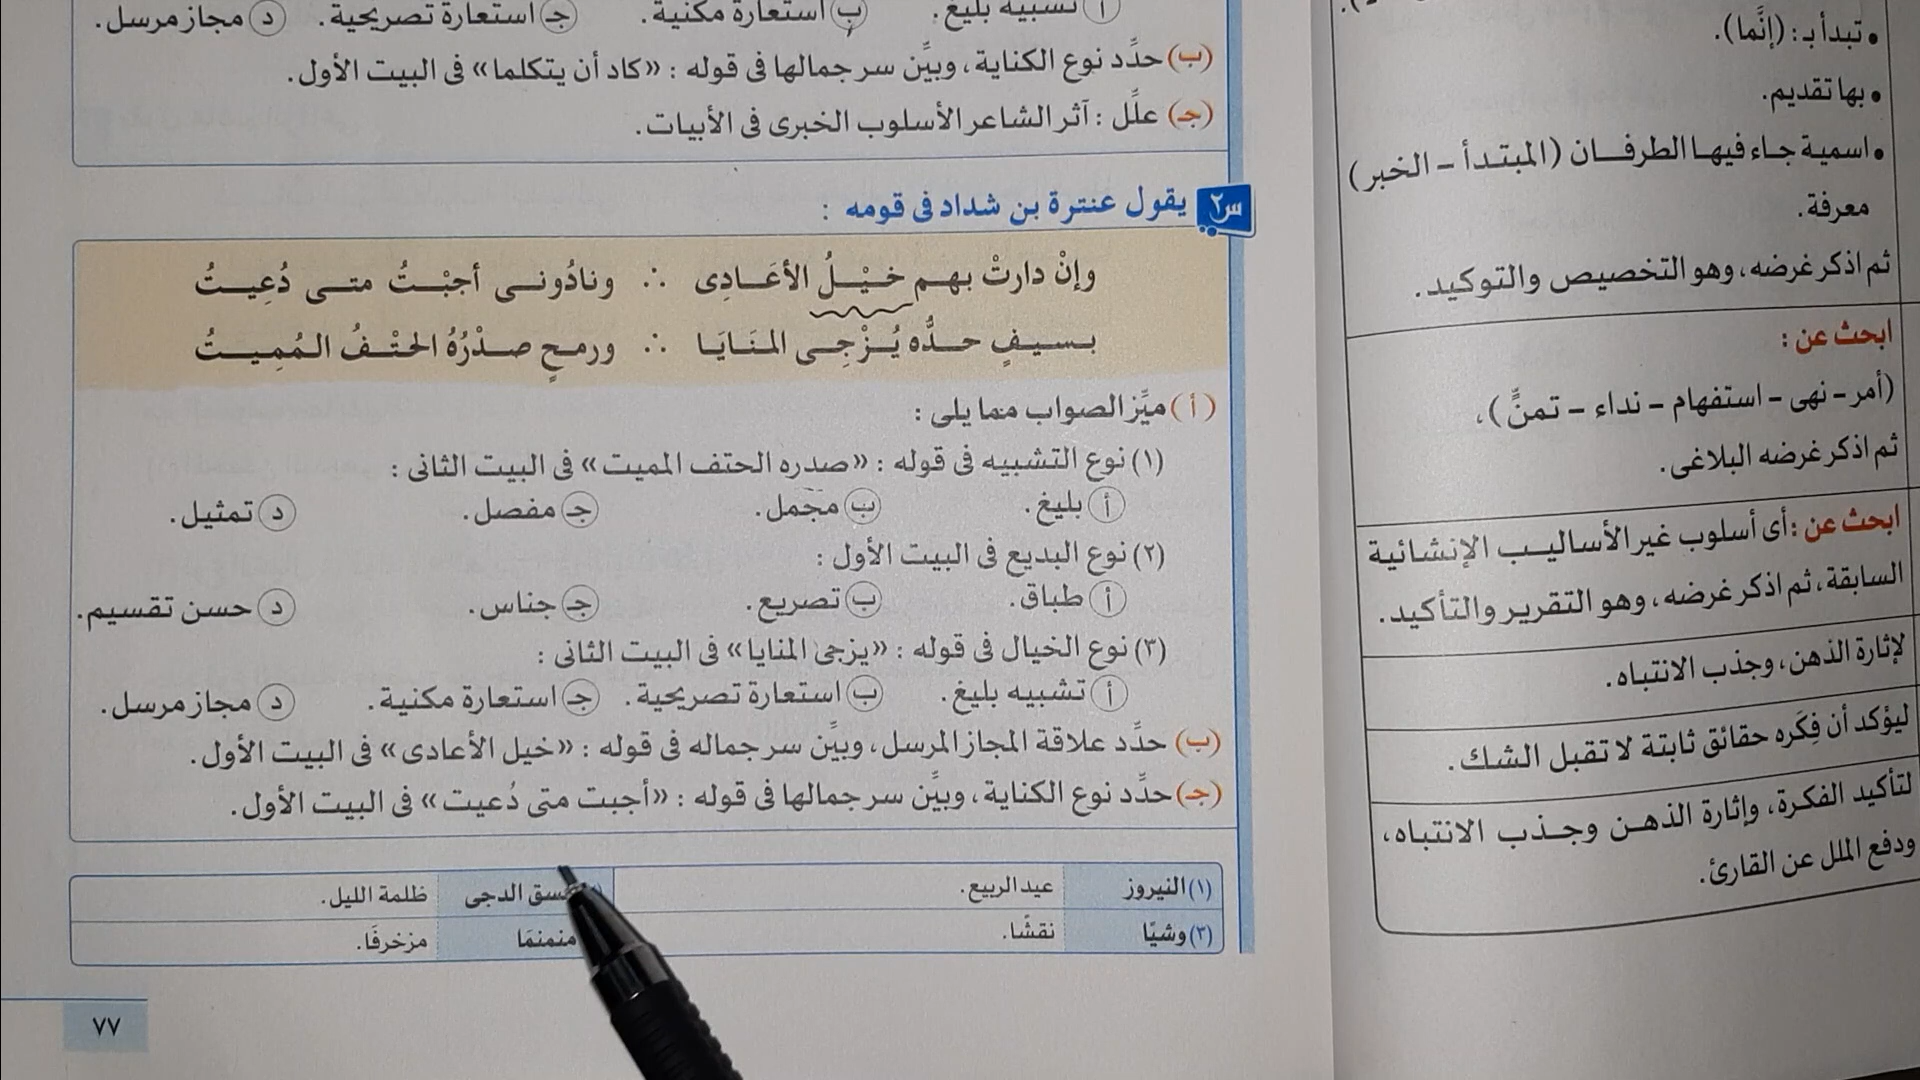 • تبدأ بـ : (إنَّما).
• بها تقديم.
• اسمية جاء فيها الطرفان (المبتدأ – الخبر)
معرفة.
ثم اذكر غرضه، وهو التخصيص والتوكيد.
ابحث عن :
(أمر – نهى – استفهام – نداء – تمنٍّ)،
ثم اذكر غرضه البلاغى.
ابحث عن : أى أسلوب غير الأساليب الإنشائية
السابقة، ثم اذكر غرضه، وهو التقرير والتأكيد.
لإثارة الذهن، وجذب الانتباه.
ليؤكد أن فِكَره حقائق ثابتة لا تقبل الشك.
لتأكيد الفكرة، وإثارة الذهن وجذب الانتباه،
ودفع الملل عن القارئ.
أ تشبيه بليغ. ب استعارة مكنية. جـ استعارة تصريحية. د مجاز مرسل.
(ب) حدِّد نوع الكناية، وبيِّن سر جمالها فى قوله : «كاد أن يتكلما» فى البيت الأول.
(جـ) علِّل : آثر الشاعر الأسلوب الخبرى فى الأبيات.
س٢ يقول عنترة بن شداد فى قومه :
وإنْ دارتْ بهم خيْلُ الأعَادِى ∴ ونادُونى أجبْتُ متى دُعِيتُ
بسيفٍ حدُّه يُزْجِى المنَايَا ∴ ورمحٍ صدْرُهُ الحتْفُ المُمِيتُ
(أ) ميِّز الصواب مما يلى :
(١) نوع التشبيه فى قوله : «صدره الحتف المميت» فى البيت الثانى :
أ بليغ. ب مجمل. جـ مفصل. د تمثيل.
(٢) نوع البديع فى البيت الأول :
أ طباق. ب تصريع. جـ جناس. د حسن تقسيم.
(٣) نوع الخيال فى قوله : «يزجى المنايا» فى البيت الثانى :
أ تشبيه بليغ. ب استعارة تصريحية. جـ استعارة مكنية. د مجاز مرسل.
(ب) حدِّد علاقة المجاز المرسل، وبيِّن سر جماله فى قوله : «خيل الأعادى» فى البيت الأول.
(جـ) حدِّد نوع الكناية، وبيِّن سر جمالها فى قوله : «أجبت متى دُعيت» فى البيت الأول.
(١) النيروز عيد الربيع. الدجى ظلمة الليل.
(٣) وشيًا نقشًا. منمنمَا مزخرفًا.
٧٧